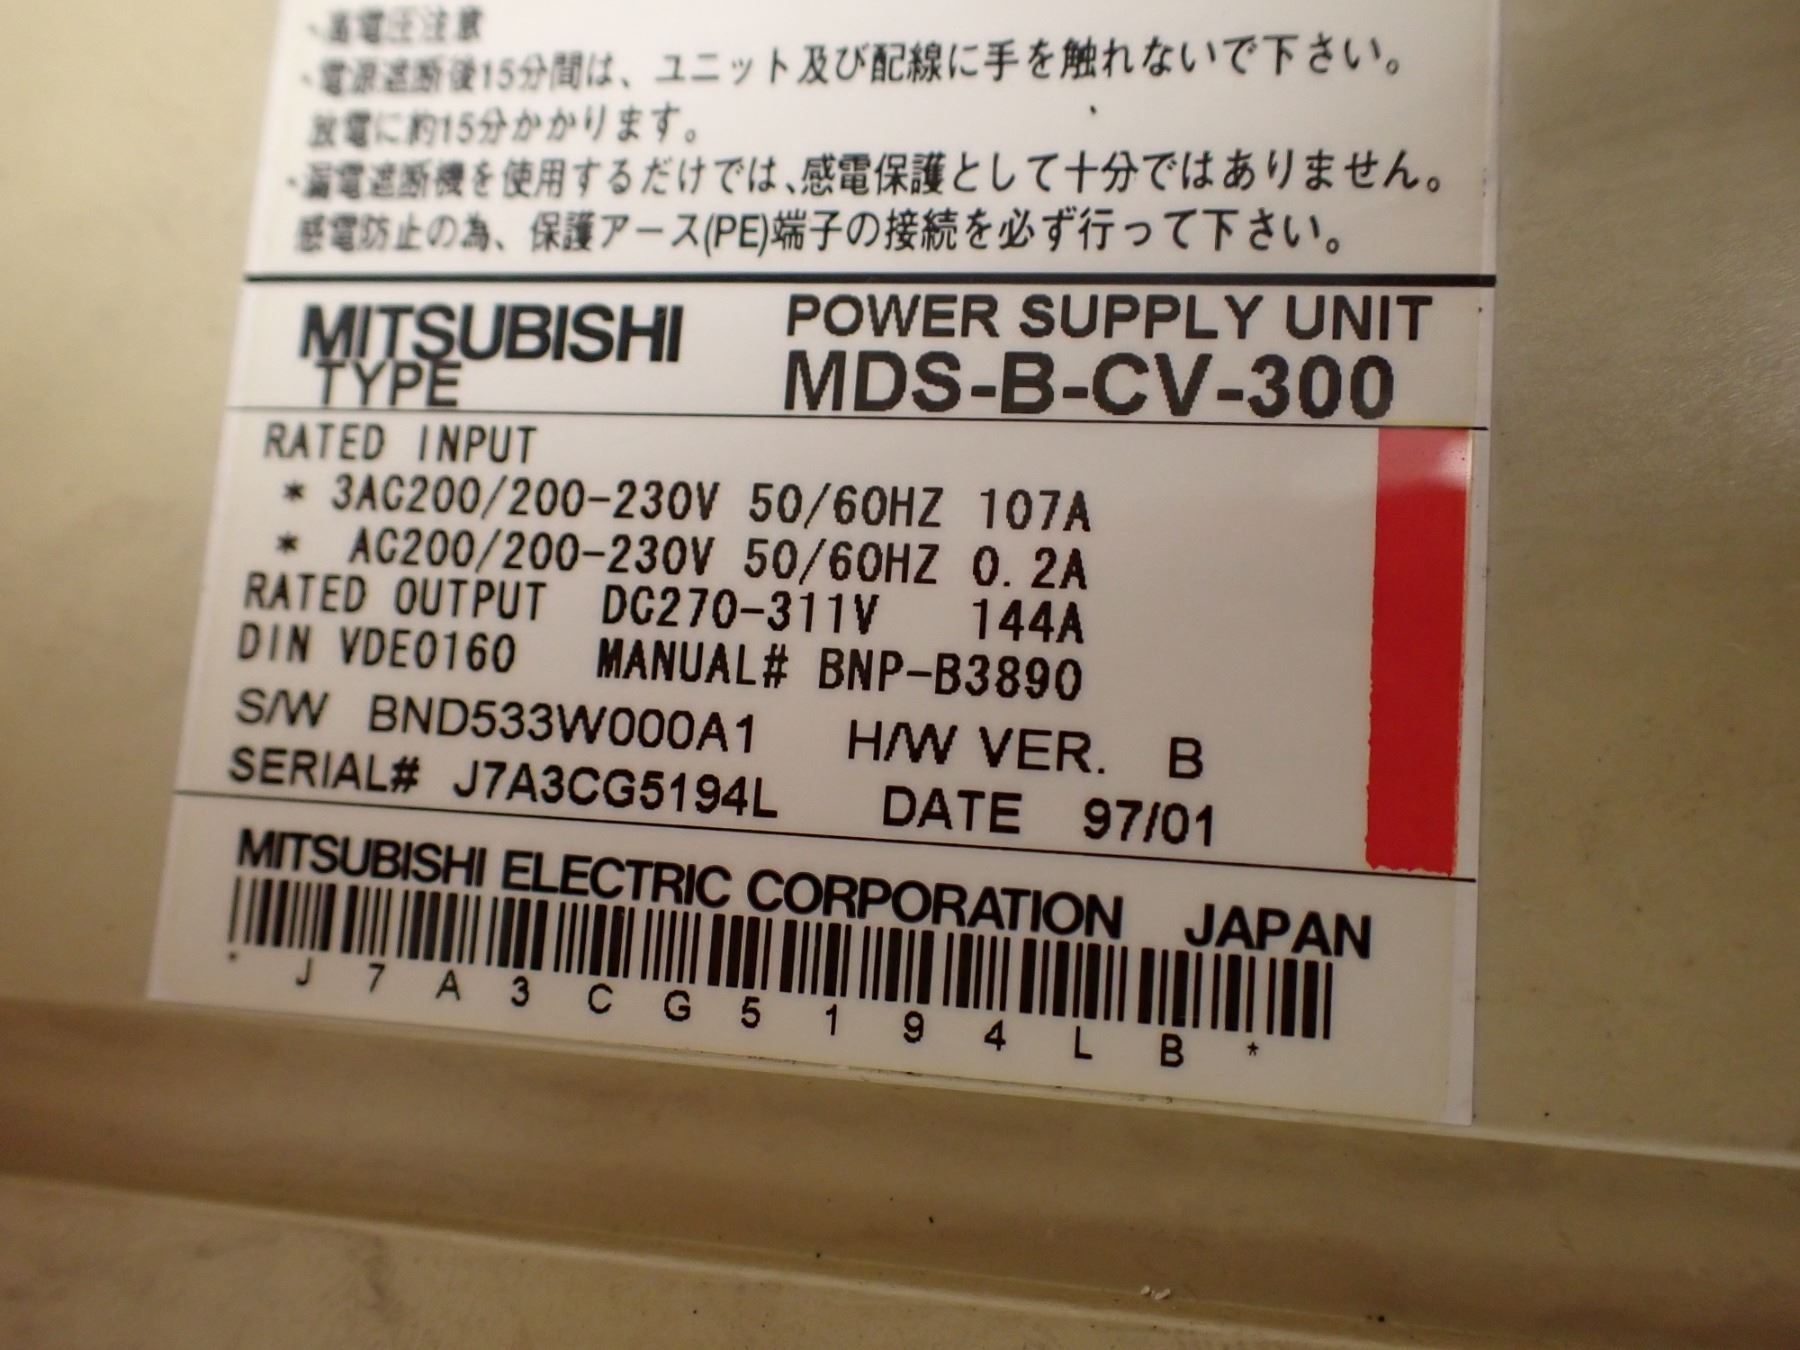 ・高電圧注意
・電源遮断後15分間は、ユニット及び配線に手を触れないで下さい。
放電に約15分かかります。
・漏電遮断機を使用するだけでは、感電保護として十分ではありません。
感電防止の為、保護アース(PE)端子の接続を必ず行って下さい。
MITSUBISHI POWER SUPPLY UNIT
TYPE MDS-B-CV-300
RATED INPUT
* 3AC200/200-230V 50/60HZ 107A
* AC200/200-230V 50/60HZ 0.2A
RATED OUTPUT DC270-311V 144A
DIN VDE0160 MANUAL# BNP-B3890
S/W BND533W000A1 H/W VER. B
SERIAL# J7A3CG5194L DATE 97/01
MITSUBISHI ELECTRIC CORPORATION JAPAN
* J 7 A 3 C G 5 1 9 4 L B *